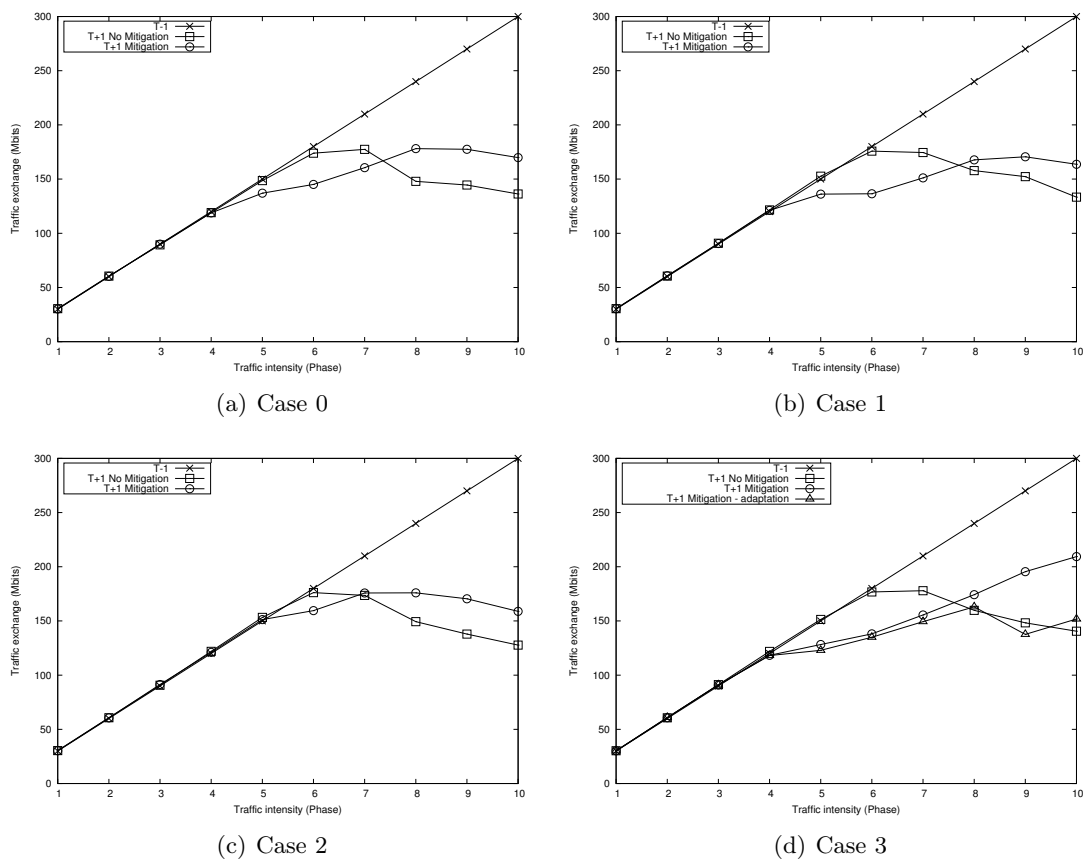 300
250
200
150
100
50
0
Traffic exchange (Mbits)
T-1
T+1 No Mitigation
T+1 Mitigation
1 2 3 4 5 6 7 8 9 10
Traffic intensity (Phase)
(a) Case 0
300
250
200
150
100
50
0
Traffic exchange (Mbits)
T-1
T+1 No Mitigation
T+1 Mitigation
1 2 3 4 5 6 7 8 9 10
Traffic intensity (Phase)
(b) Case 1
300
250
200
150
100
50
0
Traffic exchange (Mbits)
T-1
T+1 No Mitigation
T+1 Mitigation
1 2 3 4 5 6 7 8 9 10
Traffic intensity (Phase)
(c) Case 2
300
250
200
150
100
50
0
Traffic exchange (Mbits)
T-1
T+1 No Mitigation
T+1 Mitigation
T+1 Mitigation - adaptation
1 2 3 4 5 6 7 8 9 10
Traffic intensity (Phase)
(d) Case 3